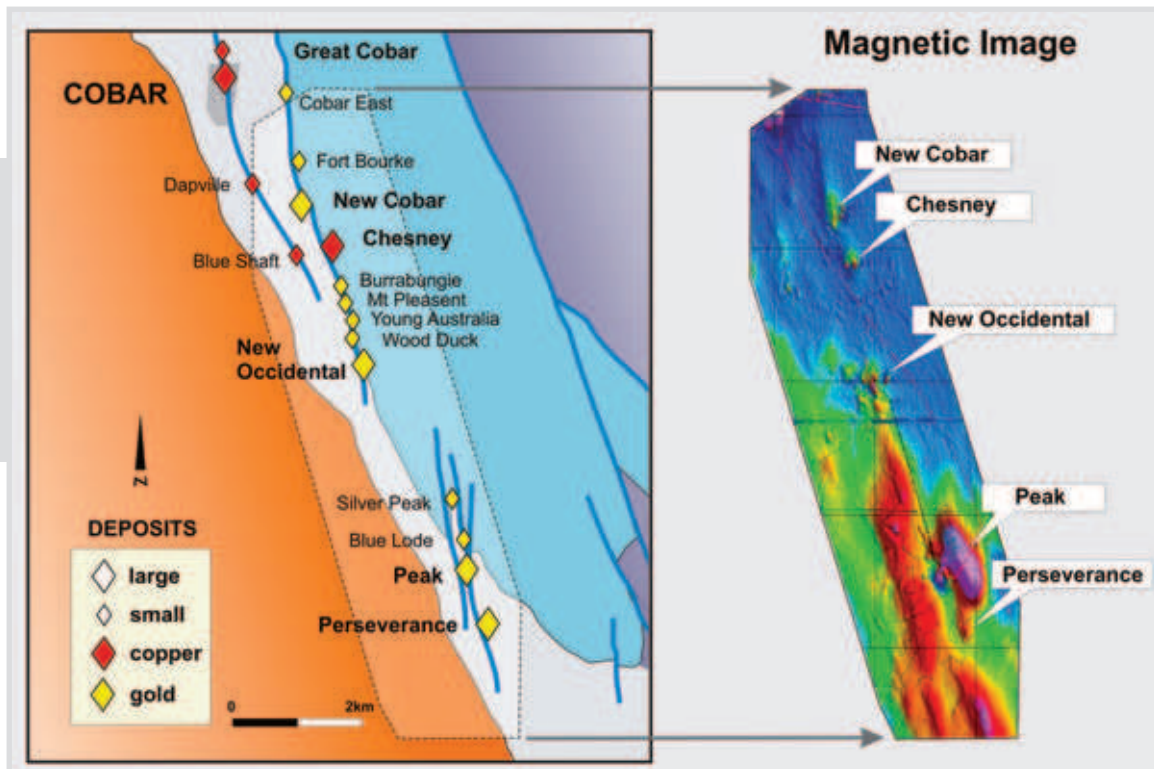 Magnetic Image
Great Cobar
COBAR
Cobar East
Fort Bourke
Dapville
New Cobar
Chesney
Blue Shaft
Burrabungie
Mt Pleasent
Young Australia
Wood Duck
New
Occidental
N
Silver Peak
Blue Lode
Peak
Perseverance
DEPOSITS
large
small
copper
gold
0 2km
New Cobar
Chesney
New Occidental
Peak
Perseverance